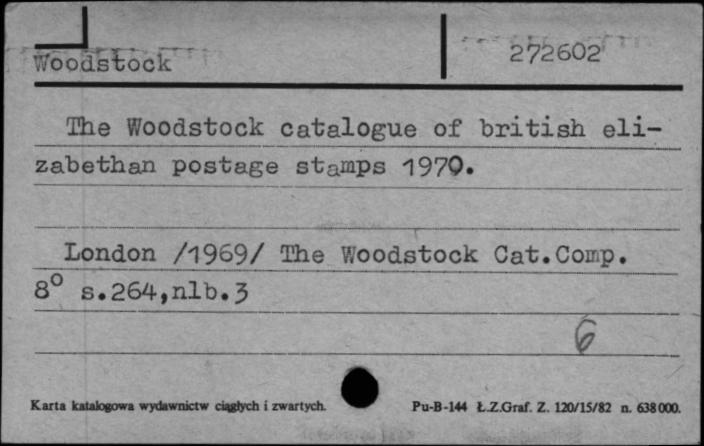 Woodstock 272602
The Woodstock catalogue of british eli-
zabethan postage stamps 1970.
London /1969/ The Woodstock Cat.Comp.
8° s.264,nlb.3
6
Karta katalogowa wydawnictw ciągłych i zwartych. Pu-B-144 Ł.Z.Graf. Z. 120/15/82 n. 638000.